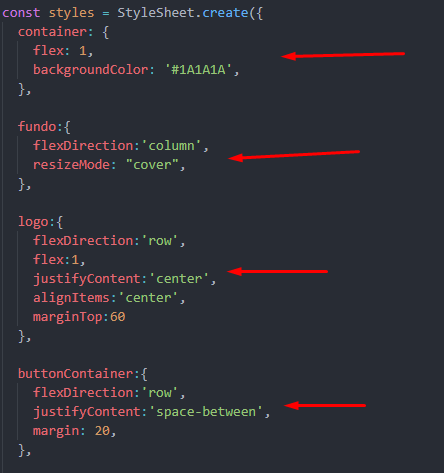 const styles = StyleSheet.create({
container: {
flex: 1,
backgroundColor: '#1A1A1A',
},
fundo:{
flexDirection:'column',
resizeMode: "cover",
},
logo:{
flexDirection:'row',
flex:1,
justifyContent:'center',
alignItems:'center',
marginTop:60
},
buttonContainer:{
flexDirection:'row',
justifyContent:'space-between',
margin: 20,
},